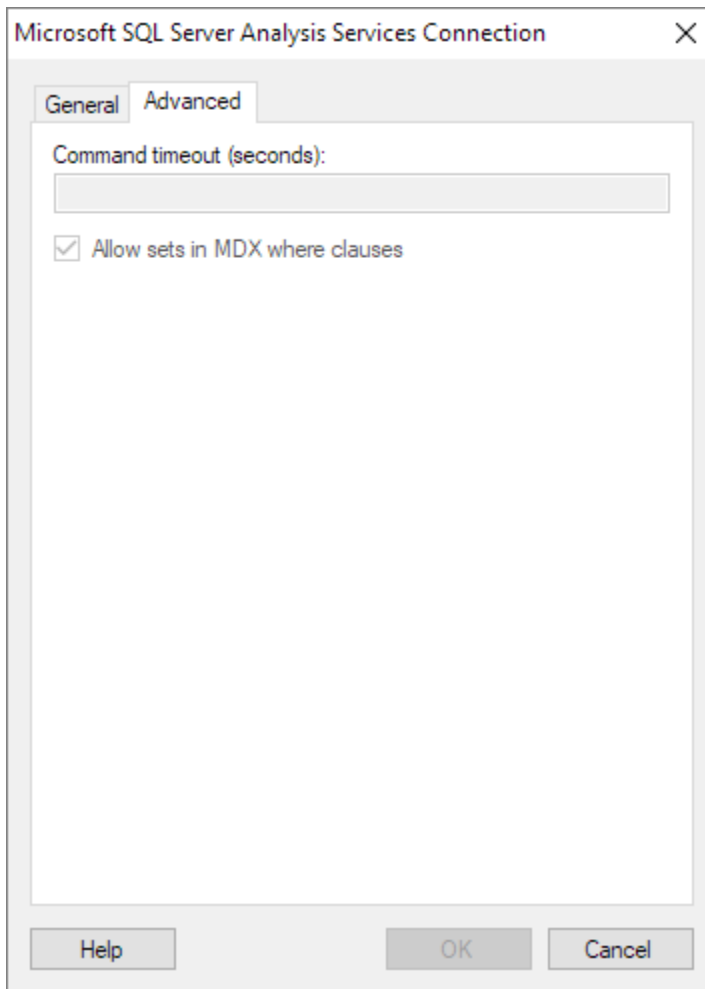 Microsoft SQL Server Analysis Services Connection
General Advanced
Command timeout (seconds):
Allow sets in MDX where clauses
Help OK Cancel